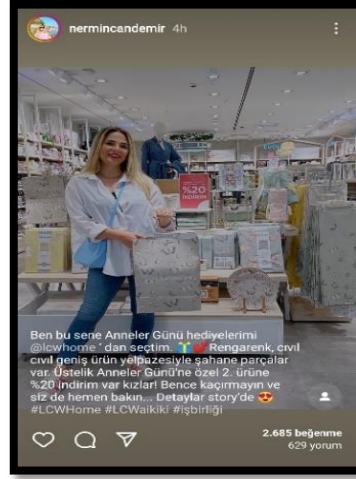 nermincandemir 4h
%20
İNDİRİM
Ben bu sene Anneler Günü hediyelerimi
@lcwhome ' dan seçtim. Rengarenk, cıvıl
cıvıl geniş ürün yelpazesiyle şahane parçalar
var. Üstelik Anneler Günü'ne özel 2. ürüne
%20 indirim var kızlar! Bence kaçırmayın ve
siz de hemen bakın... Detaylar story'de 😍
#LCWHome #LCWaikiki #işbirliği
2.685 beğenme
629 yorum